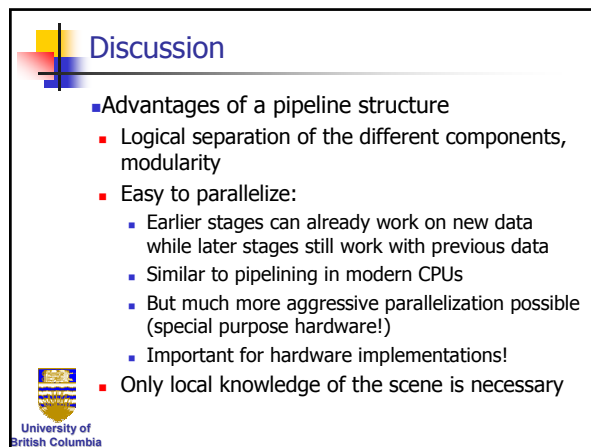 Discussion
Advantages of a pipeline structure
Logical separation of the different components,
modularity
Easy to parallelize:
Earlier stages can already work on new data
while later stages still work with previous data
Similar to pipelining in modern CPUs
But much more aggressive parallelization possible
(special purpose hardware!)
Important for hardware implementations!
Only local knowledge of the scene is necessary
University of
British Columbia